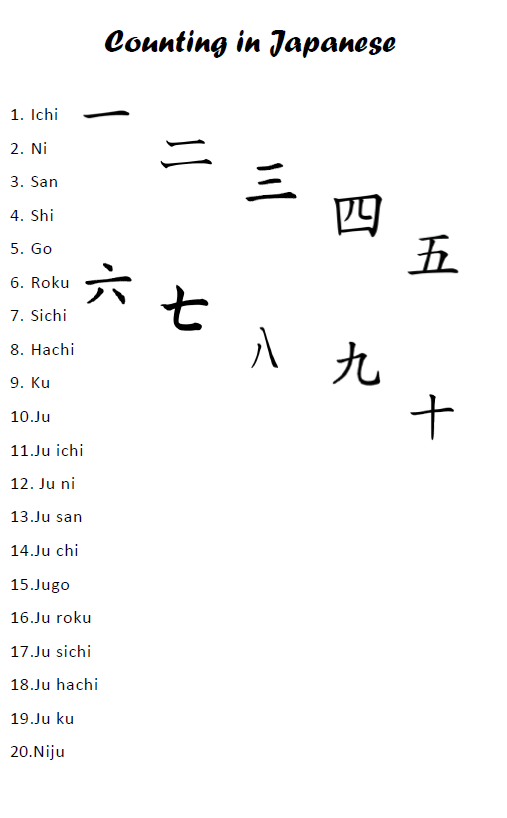 Counting in Japanese
1. Ichi 一
2. Ni 二
3. San 三
4. Shi 四
5. Go 五
6. Roku 六
7. Sichi 七
8. Hachi 八
9. Ku 九
10.Ju 十
11.Ju ichi
12. Ju ni
13.Ju san
14.Ju chi
15.Jugo
16.Ju roku
17.Ju sichi
18.Ju hachi
19.Ju ku
20.Niju